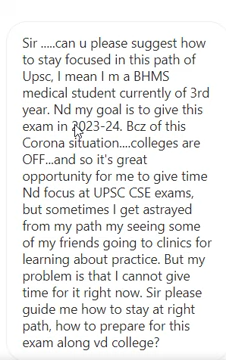 Sir .....can u please suggest how
to stay focused in this path of
Upsc, I mean I m a BHMS
medical student currently of 3rd
year. Nd my goal is to give this
exam in 2023-24. Bcz of this
Corona situation....colleges are
OFF...and so it's great
opportunity for me to give time
Nd focus at UPSC CSE exams,
but sometimes I get astrayed
from my path my seeing some
of my friends going to clinics for
learning about practice. But my
problem is that I cannot give
time for it right now. Sir please
guide me how to stay at right
path, how to prepare for this
exam along vd college?